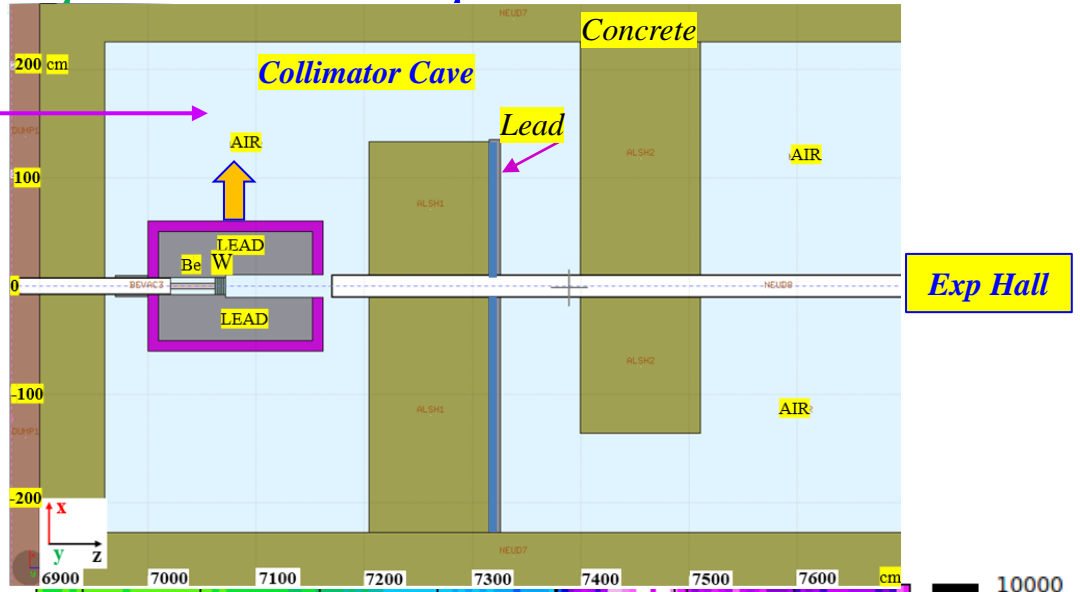 NEUD7
Concrete
200 cm
Collimator Cave
Lead
DUMP1
AIR
ALSH2
AIR
100
ALSH1
LEAD
Be W
0
BEVAC3
NEUD8
Exp Hall
LEAD
ALSH2
-100
ALSH1
AIR
DUMP1
-200
x
y z
NEUD7
6900 7000 7100 7200 7300 7400 7500 7600 cm
10000